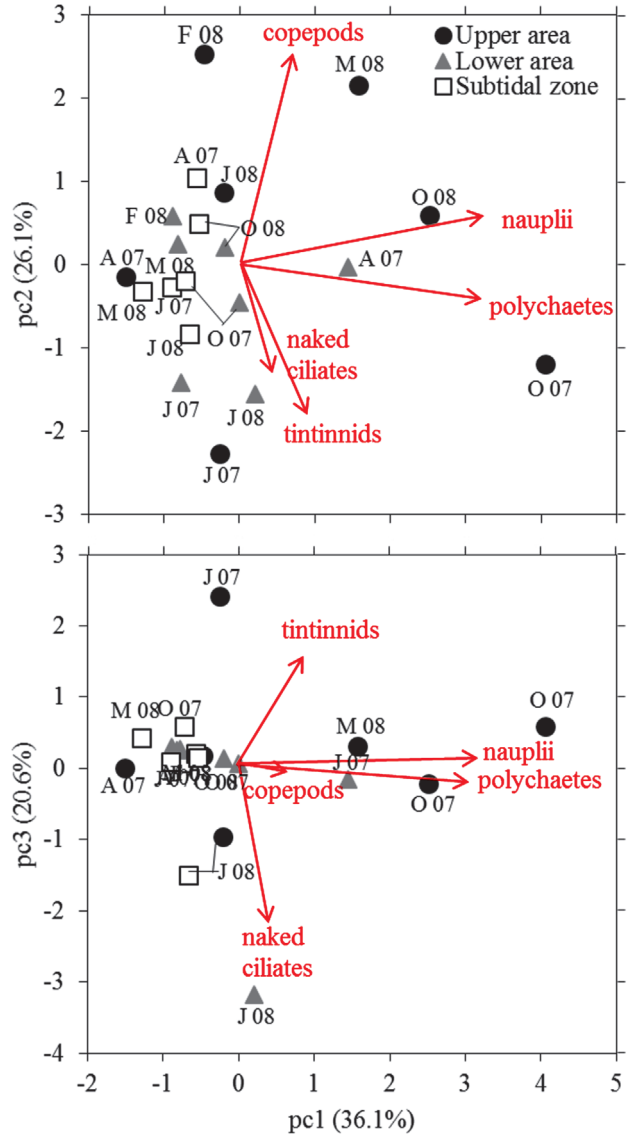 3
F 08
copepods
Upper area
Lower area
Subtidal zone
M 08
2
A 07
J 08
1
O 08
F 08
O 08
nauplii
pc2 (26.1%)
0
A 07
M 08
A 07
M 08
J 07
polychaetes
-1
J 08
O 07
naked
ciliates
O 07
J 07
J 08
tintinnids
-2
J 07
-3
3
J 07
2
tintinnids
1
M 08
O 07
O 07
M 08
nauplii
pc3 (20.6%)
0
A 07
J 07
polychaetes
copepods
O 07
-1
J 08
-2
naked
ciliates
-3
J 08
-4
-2
-1
0
1
2
3
4
5
pc1 (36.1%)